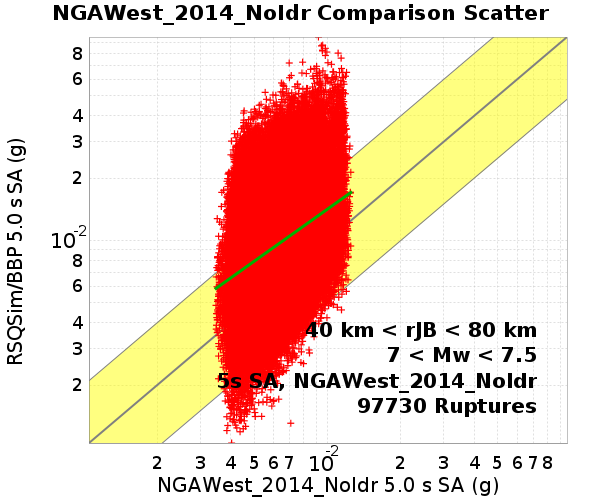 NGAWest_2014_NoIdr Comparison Scatter
RSQSim/BBP 5.0 s SA (g)
8
6
4
3
2
10-2
8
6
4
3
2
40 km < rJB < 80 km
7 < Mw < 7.5
5s SA, NGAWest_2014_NoIdr
97730 Ruptures
2 3 4 5 6 7 10-2 2 3 4 5 6 7 8
NGAWest_2014_NoIdr 5.0 s SA (g)